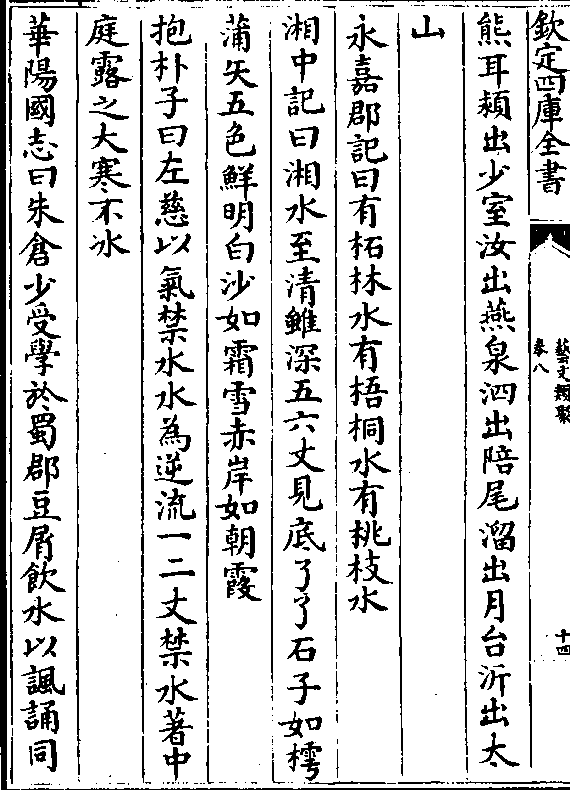 欽定四庫全書
藝文類聚
卷八
十四
熊耳潁出少室汝出燕泉泗出陪尾溜出月台沂出太
山
永嘉郡記曰有柘林水有梧桐水有挑枝水
湘中記曰湘水至清雖深五六丈見底了了石子如樗
蒲矢五色鮮明白沙如霜雪赤岸如朝霞
抱朴子曰左慈以氣禁水水為逆流一二丈禁水著中
庭露之大寒不冰
華陽國志曰朱倉少受學於蜀郡豆屑飲水以諷誦同